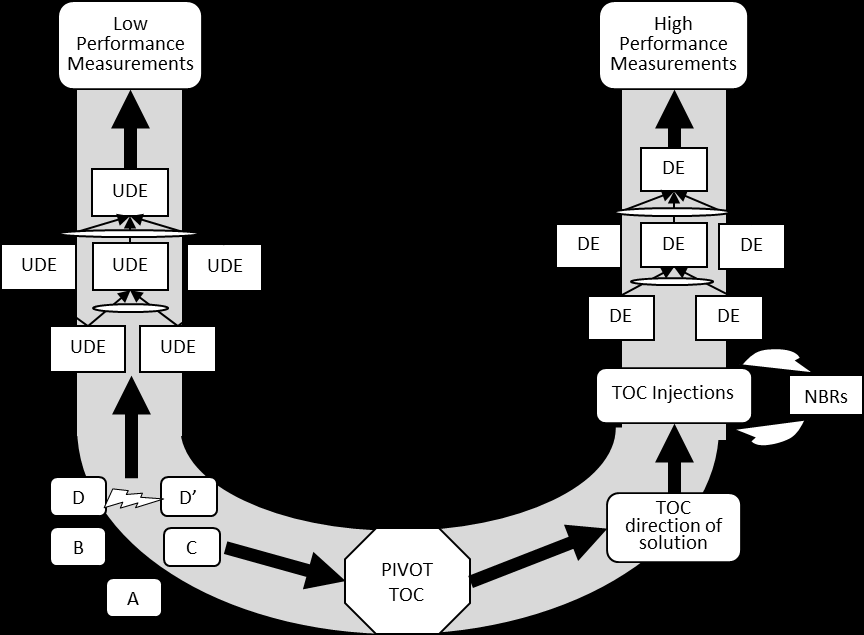 Low
Performance
Measurements
High
Performance
Measurements
UDE
DE
UDE
UDE
UDE
DE
DE
DE
UDE
UDE
DE
DE
TOC Injections
NBRs
D
D’
B
C
A
PIVOT
TOC
TOC
direction of
solution